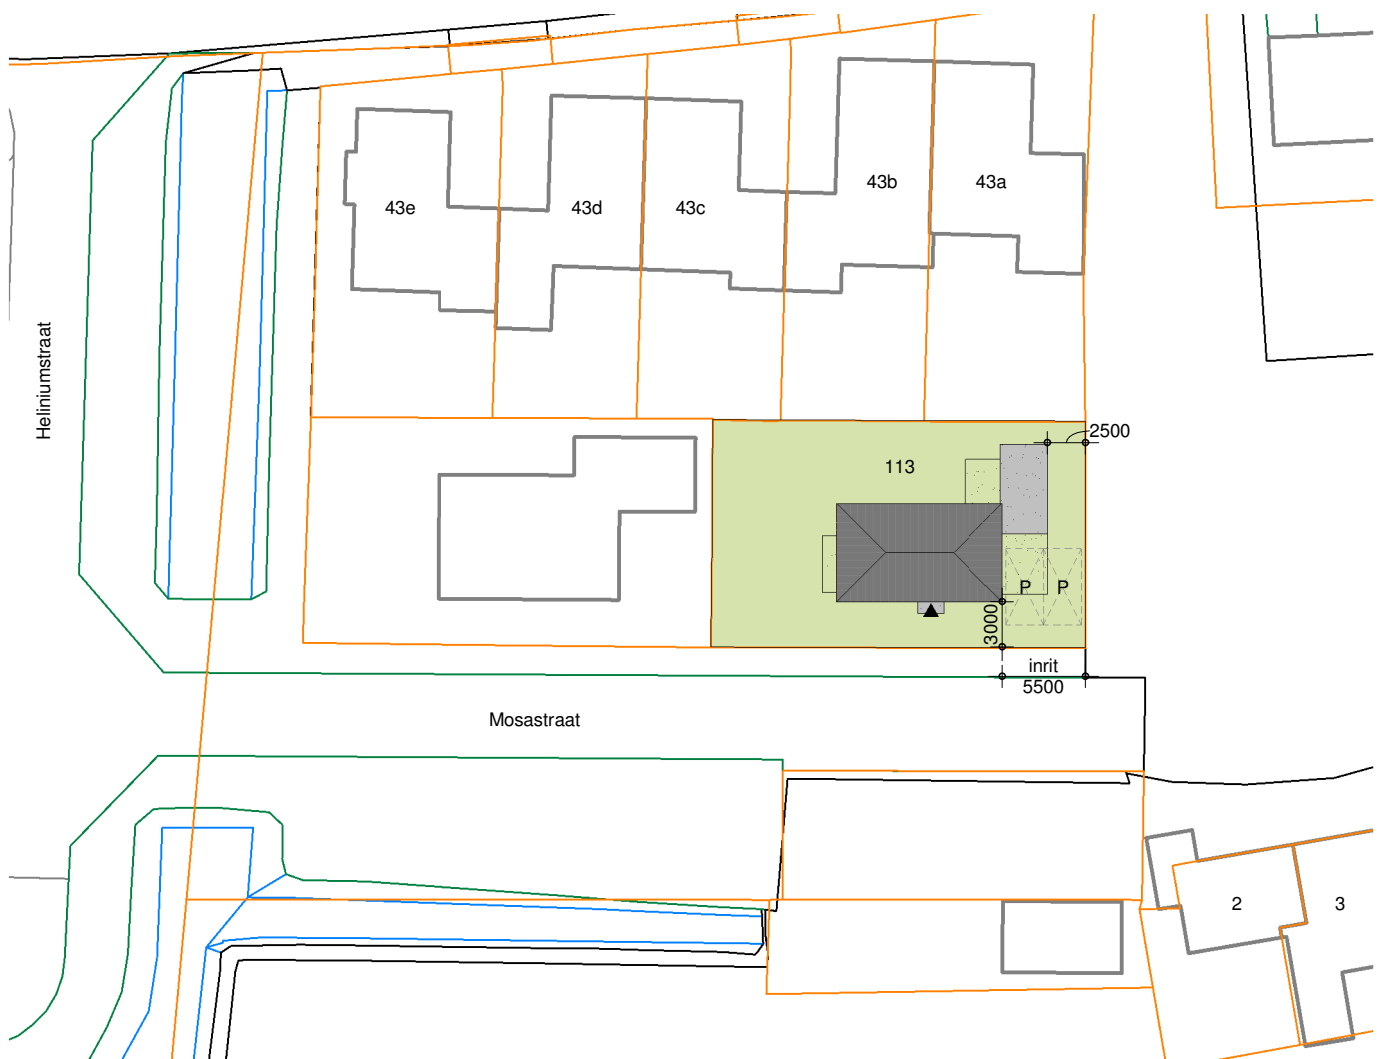 43b
43a
43e
43d
43c
Heliniumstraat
2500
113
P
P
3000
inrit
5500
Mosastraat
2
3